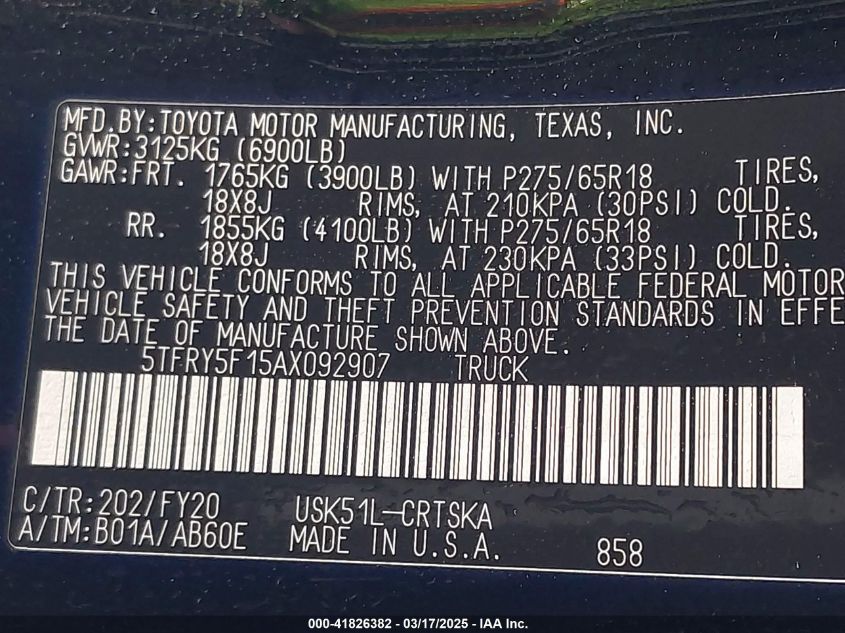 MFD.BY:TOYOTA MOTOR MANUFACTURING, TEXAS, INC.
GVWR:3125KG (6900LB)
GAWR:FRT. 1765KG (3900LB) WITH P275/65R18 TIRES,
18X8J RIMS, AT 210KPA (30PSI) COLD.
RR. 1855KG (4100LB) WITH P275/65R18 TIRES,
18X8J RIMS, AT 230KPA (33PSI) COLD.
THIS VEHICLE CONFORMS TO ALL APPLICABLE FEDERAL MOTOR
VEHICLE SAFETY AND THEFT PREVENTION STANDARDS IN EFFE
THE DATE OF MANUFACTURE SHOWN ABOVE.
5TFRY5F15AX092907 TRUCK
C/TR:202/FY20 USK51L-CRTSKA
A/TM:B01A/AB60E MADE IN U.S.A. 858
000-41826382 - 03/17/2025 - IAA Inc.